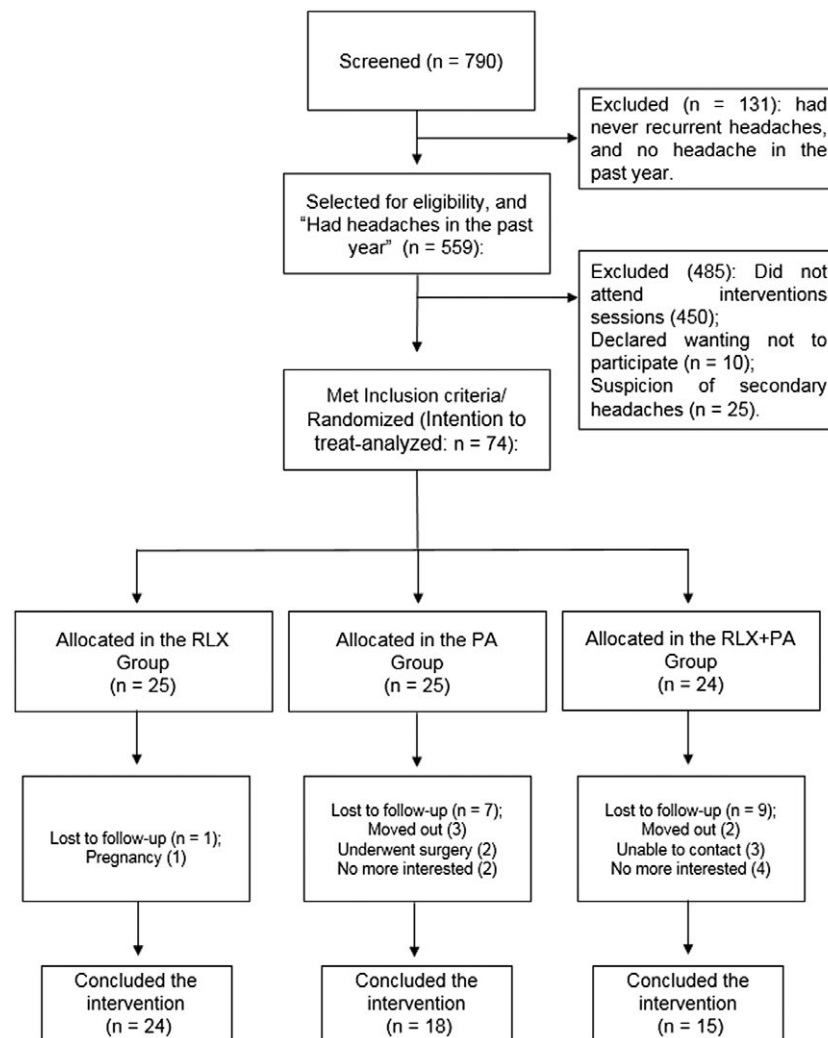 Screened (n = 790)
Excluded (n = 131): had
never recurrent headaches,
and no headache in the
past year.
Selected for eligibility, and
“Had headaches in the past
year” (n = 559):
Excluded (485): Did not
attend interventions
sessions (450);
Declared wanting not to
participate (n = 10);
Suspicion of secondary
headaches (n = 25).
Met Inclusion criteria/
Randomized (Intention to
treat-analyzed: n = 74):
Allocated in the RLX
Group
(n = 25)
Allocated in the PA
Group
(n = 25)
Allocated in the RLX+PA
Group
(n = 24)
Lost to follow-up (n = 1);
Pregnancy (1)
Lost to follow-up (n = 7);
Moved out (3)
Underwent surgery (2)
No more interested (2)
Lost to follow-up (n = 9);
Moved out (2)
Unable to contact (3)
No more interested (4)
Concluded the
intervention
(n = 24)
Concluded the
intervention
(n = 18)
Concluded the
intervention
(n = 15)